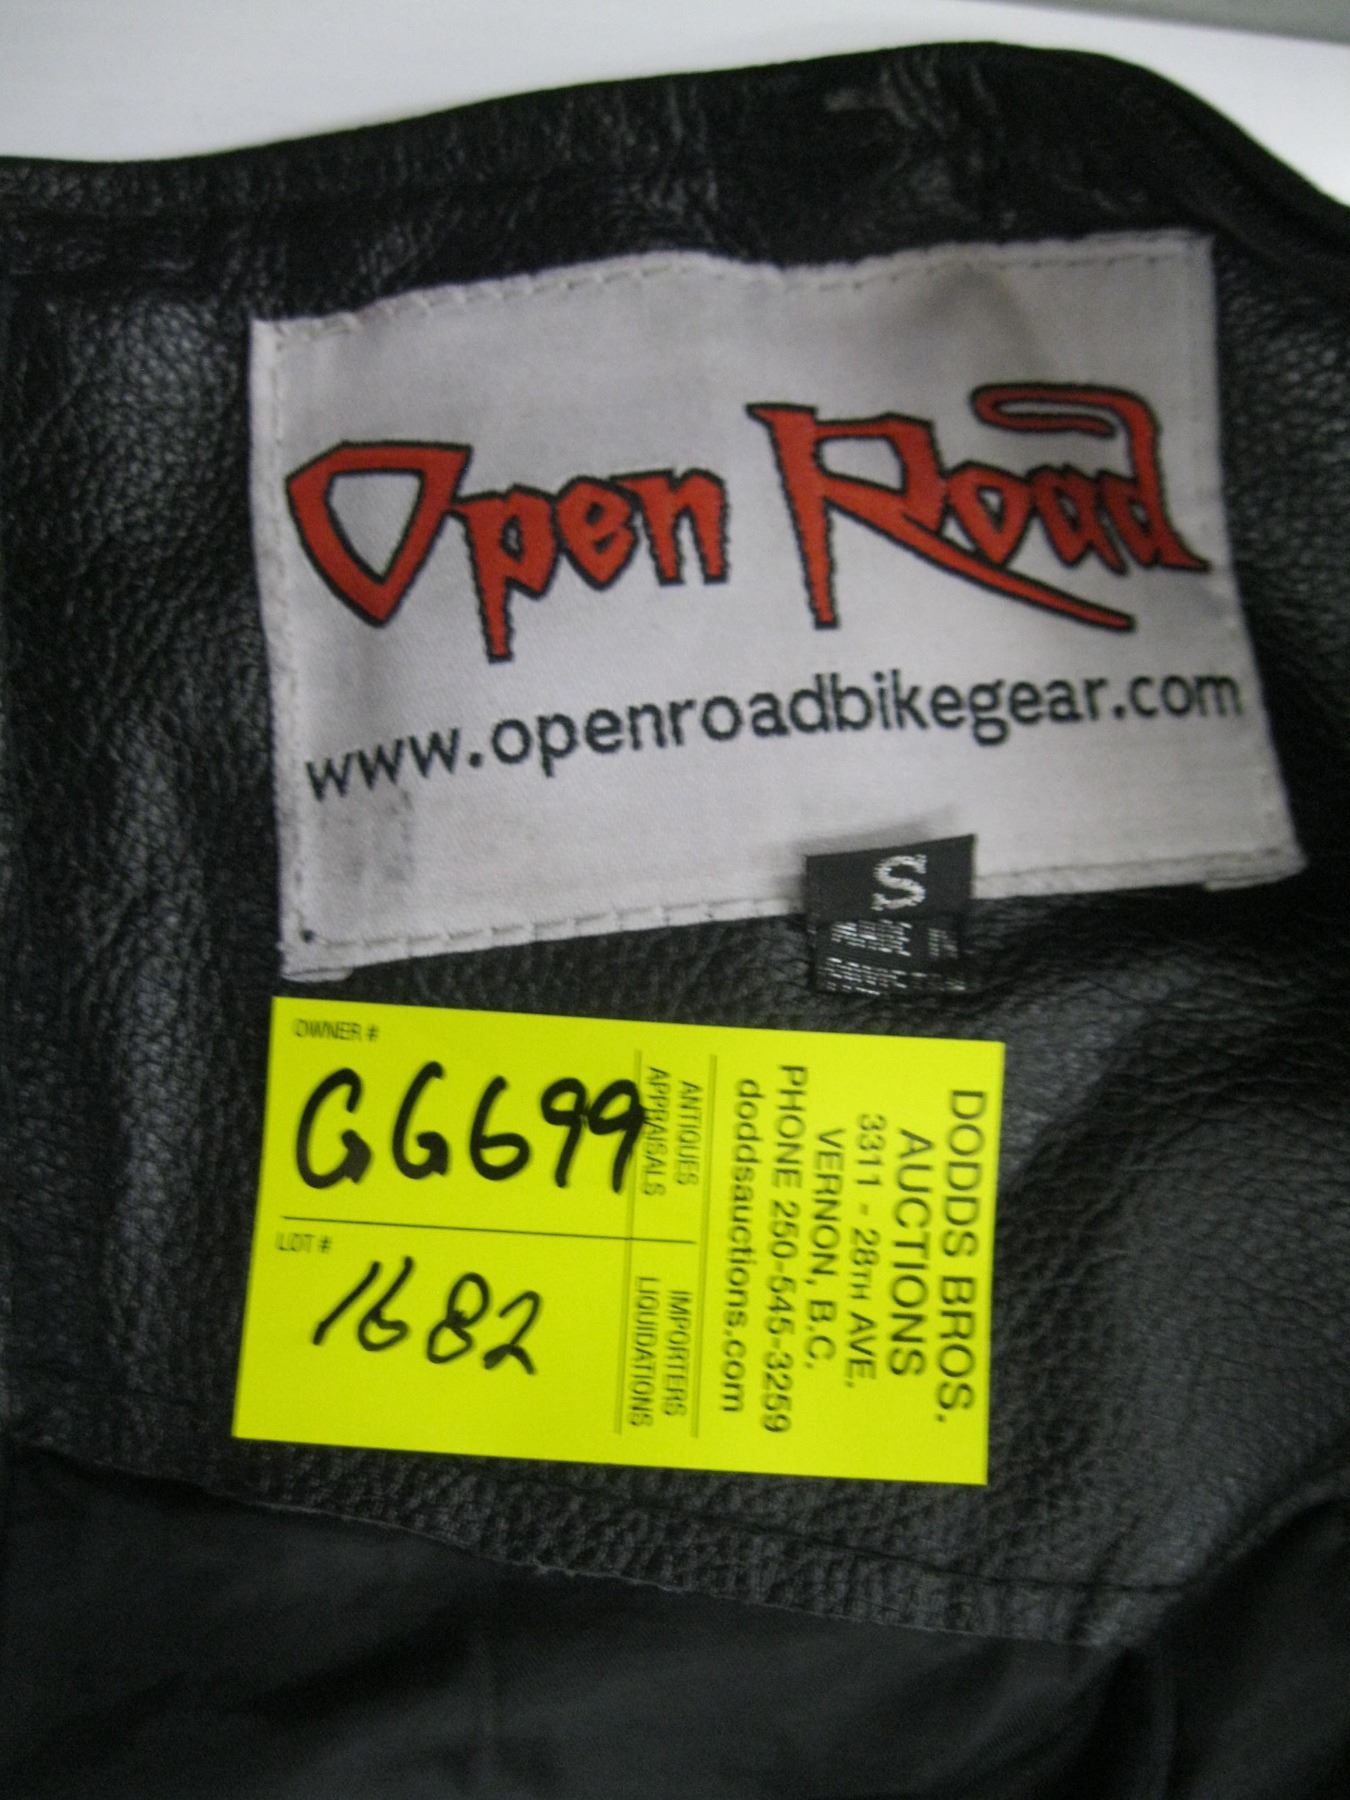 Open Road
www.openroadbikegear.com
S
OWNER #
GG699
LOT #
1682
ANTIQUES
APPRAISALS
IMPORTERS
LIQUIDATIONS
DODDS BROS.
AUCTIONS
3311 - 28TH AVE.
VERNON, B.C.
PHONE 250-545-3259
doddsauctions.com